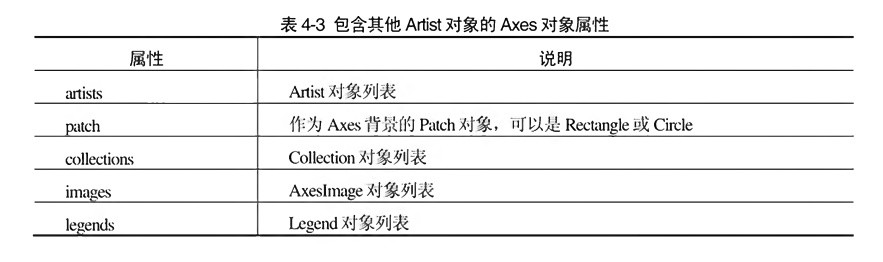 表 4-3 包含其他 Artist 对象的 Axes 对象属性
属性 说明
artists Artist 对象列表
patch 作为 Axes 背景的 Patch 对象，可以是 Rectangle 或 Circle
collections Collection 对象列表
images AxesImage 对象列表
legends Legend 对象列表